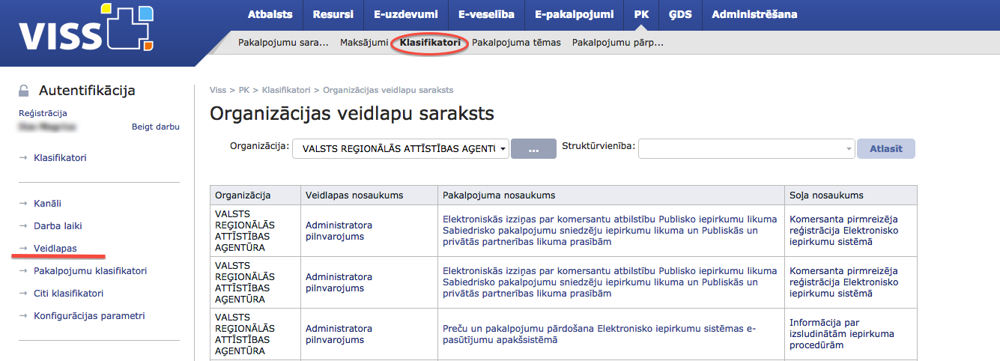 VISS
Atbalsts Resursi E-uzdevumi E-veselība E-pakalpojumi PK ĢDS Administrēšana
Pakalpojumu sara... Maksājumi Klasifikatori Pakalpojuma tēmas Pakalpojumu pārp...
Autentifikācija
Reģistrācija
Beigt darbu
→ Klasifikatori
→ Kanāli
→ Darba laiki
→ Veidlapas
→ Pakalpojumu klasifikatori
→ Citi klasifikatori
→ Konfigurācijas parametri
Viss > PK > Klasifikatori > Organizācijas veidlapu saraksts
Organizācijas veidlapu saraksts
Organizācija: VALSTS REĢIONĀLĀS ATTĪSTĪBAS AĢENTŪ ... Struktūrvienība: Atlasīt
Organizācija Veidlapas nosaukums Pakalpojuma nosaukums Soļa nosaukums
VALSTS
REĢIONĀLĀS
ATTĪSTĪBAS
AĢENTŪRA
Administratora
pilnvarojums
Elektroniskās izziņas par komersantu atbilstību Publisko iepirkumu likuma
Sabiedrisko pakalpojumu sniedzēju iepirkumu likuma un Publiskās un
privātās partnerības likuma prasībām
Komersanta pirmreizēja
reģistrācija Elektronisko
iepirkumu sistēmā
VALSTS
REĢIONĀLĀS
ATTĪSTĪBAS
AĢENTŪRA
Administratora
pilnvarojums
Elektroniskās izziņas par komersantu atbilstību Publisko iepirkumu likuma
Sabiedrisko pakalpojumu sniedzēju iepirkumu likuma un Publiskās un
privātās partnerības likuma prasībām
Komersanta pirmreizēja
reģistrācija Elektronisko
iepirkumu sistēmā
VALSTS
REĢIONĀLĀS
ATTĪSTĪBAS
AĢENTŪRA
Administratora
pilnvarojums
Preču un pakalpojumu pārdošana Elektronisko iepirkumu sistēmas e-
pasūtījumu apakšsistēmā
Informācija par
izsludinātām iepirkuma
procedūrām